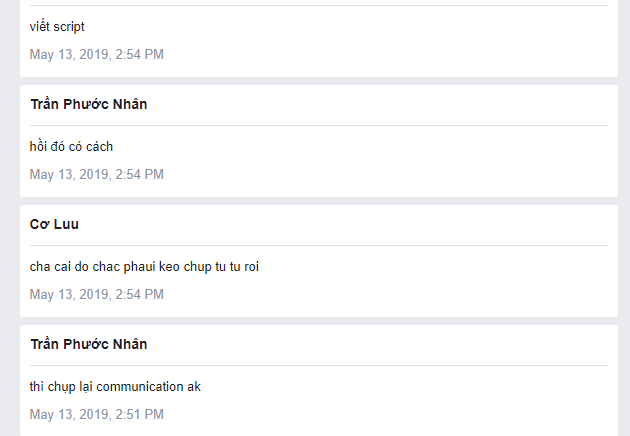 viết script
May 13, 2019, 2:54 PM
Trần Phước Nhân
hồi đó có cách
May 13, 2019, 2:54 PM
Cơ Luu
cha cai do chac phaui keo chup tu tu roi
May 13, 2019, 2:54 PM
Trần Phước Nhân
thì chụp lại communication ak
May 13, 2019, 2:51 PM